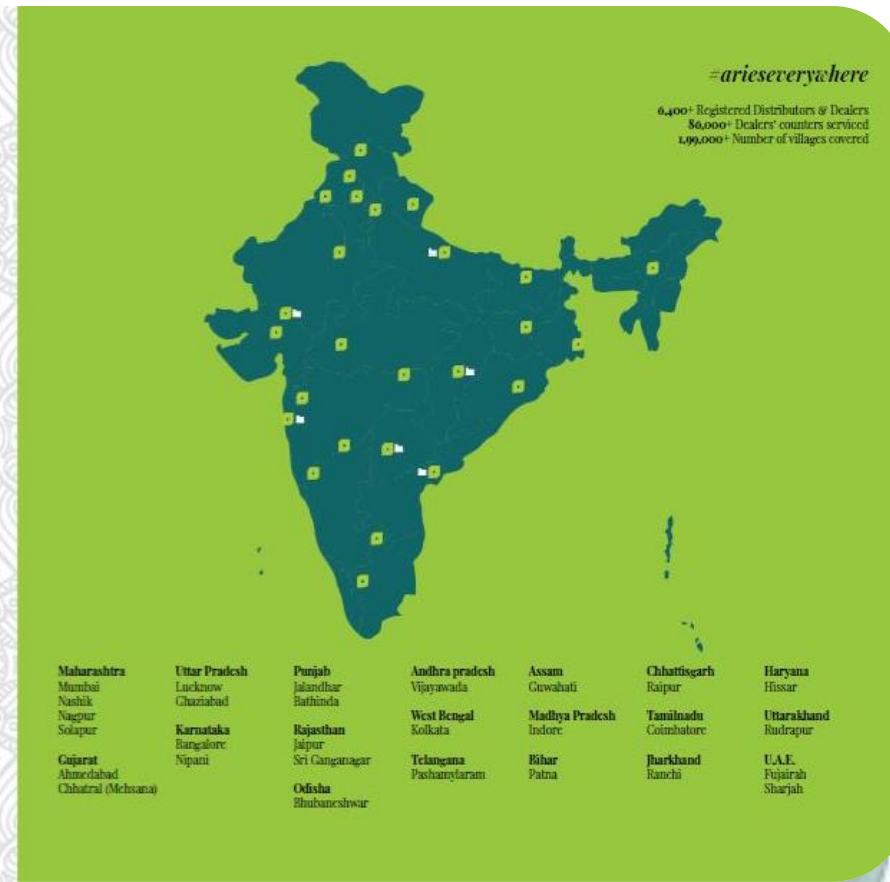 #arieseverywhere
6,400+ Registered Distributors & Dealers
86,000+ Dealers' counters serviced
1,99,000+ Number of villages covered
Maharashtra
Mumbai
Nashik
Nagpur
Solapur
Gujarat
Ahmedabad
Chhatral (Mehsana)
Uttar Pradesh
Lucknow
Ghaziabad
Karnataka
Bangalore
Nipani
Punjab
Jalandhar
Bathinda
Rajasthan
Jaipur
Sri Ganganagar
Odisha
Bhubaneshwar
Andhra pradesh
Vijayawada
West Bengal
Kolkata
Telangana
Pashamylaram
Assam
Guwahati
Madhya Pradesh
Indore
Bihar
Patna
Chhattisgarh
Raipur
Tamilnadu
Coimbatore
Jharkhand
Ranchi
Haryana
Hissar
Uttarakhand
Rudrapur
U.A.E.
Fujairah
Sharjah